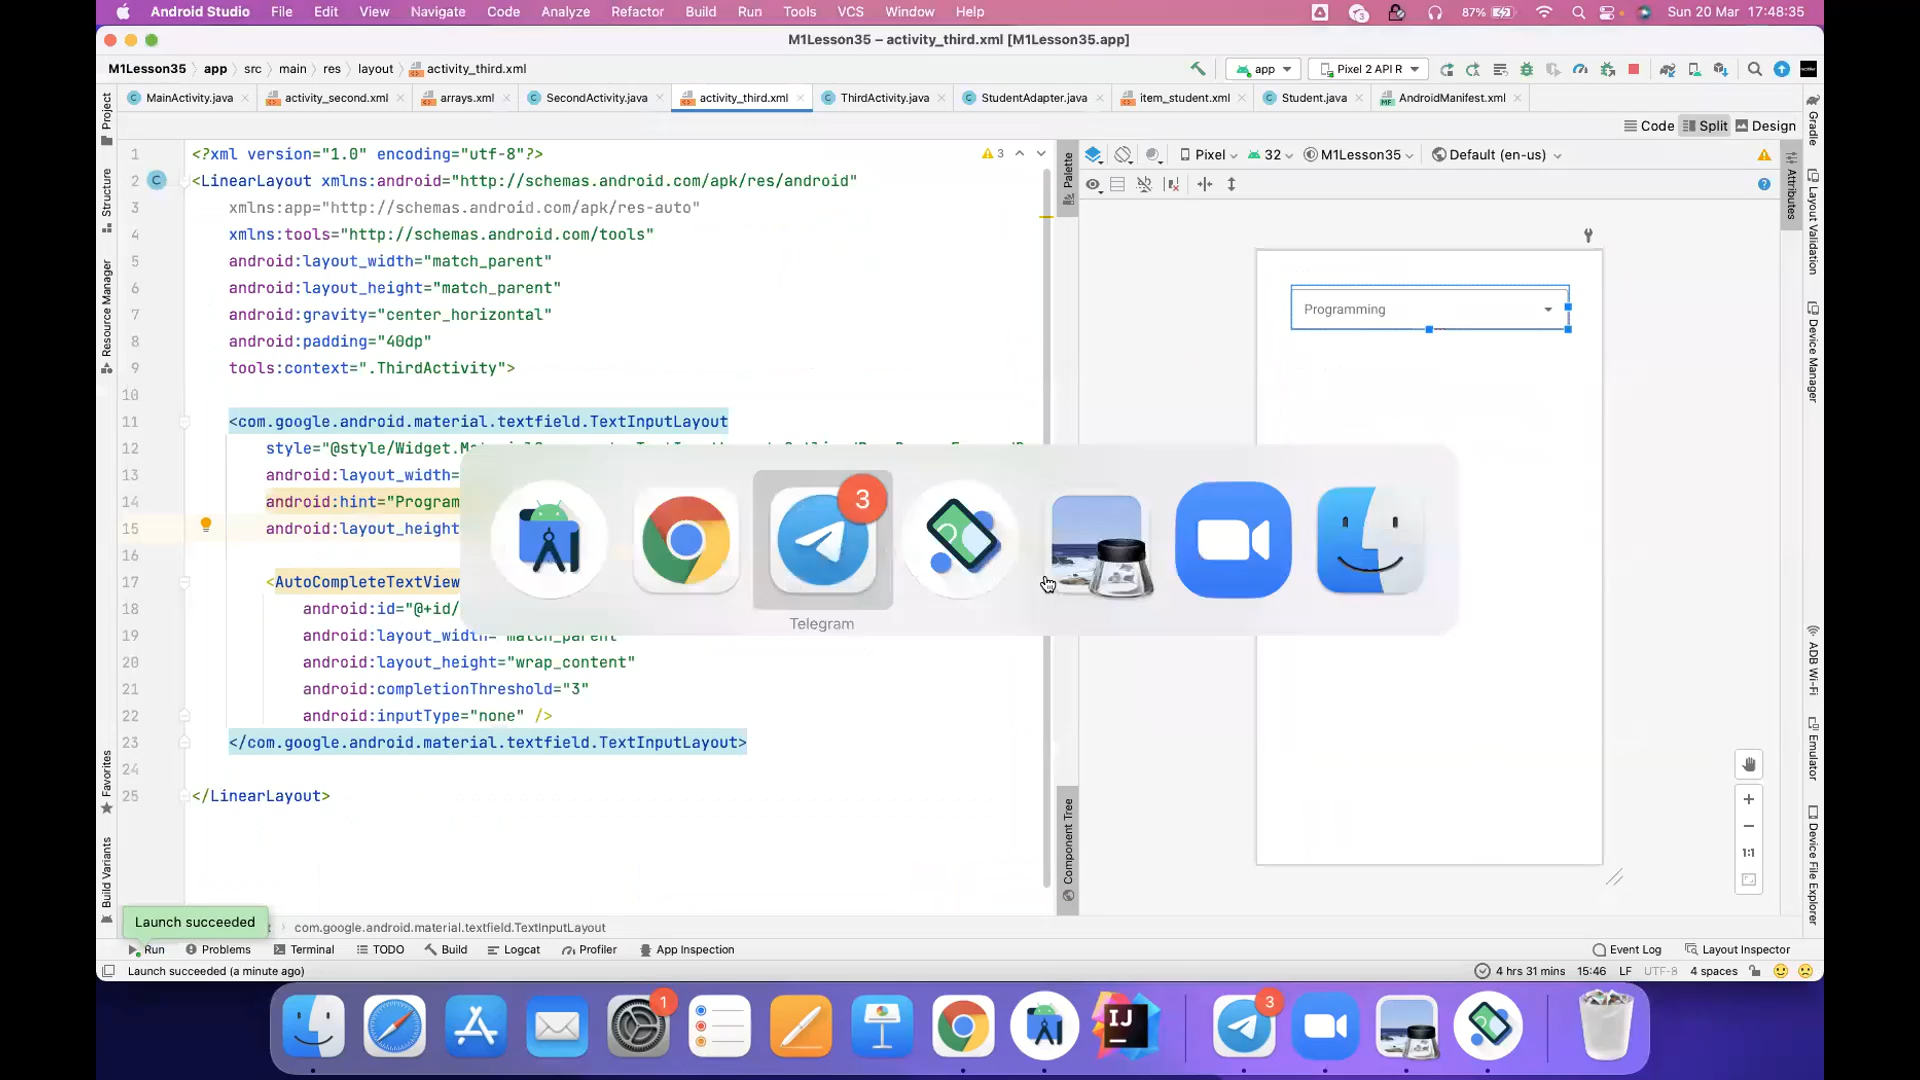 Android Studio File Edit View Navigate Code Analyze Refactor Build Run Tools VCS Window Help 3 87% Sun 20 Mar 17:48:35
M1Lesson35 – activity_third.xml [M1Lesson35.app]
M1Lesson35 app src main res layout activity_third.xml app Pixel 2 API R
MainActivity.java activity_second.xml arrays.xml SecondActivity.java activity_third.xml ThirdActivity.java StudentAdapter.java item_student.xml Student.java AndroidManifest.xml
Code Split Design
Pixel 32 M1Lesson35 Default (en-us)
Project
Structure
Resource Manager
Favorites
Build Variants
1 <?xml version="1.0" encoding="utf-8"?> 3
2 <LinearLayout xmlns:android="http://schemas.android.com/apk/res/android"
3 xmlns:app="http://schemas.android.com/apk/res-auto"
4 xmlns:tools="http://schemas.android.com/tools"
5 android:layout_width="match_parent"
6 android:layout_height="match_parent"
7 android:gravity="center_horizontal"
8 android:padding="40dp"
9 tools:context=".ThirdActivity">
10
11 <com.google.android.material.textfield.TextInputLayout
12 style="@style/
13 android:layout_width=
14 android:hint="Program
15 android:layout_height
16
17 <AutoCompleteTextView
18 android:id="@+id/
19 android:layout_width="match_parent
20 android:layout_height="wrap_content"
21 android:completionThreshold="3"
22 android:inputType="none" />
23 </com.google.android.material.textfield.TextInputLayout>
24
25 </LinearLayout>
3
Telegram
Palette
Component Tree
Programming
1:1
Attributes
Gradle
Layout Validation
Device Manager
ADB Wi-Fi
Emulator
Device File Explorer
Launch succeeded
com.google.android.material.textfield.TextInputLayout
Run Problems Terminal TODO Build Logcat Profiler App Inspection Event Log Layout Inspector
Launch succeeded (a minute ago) 4 hrs 31 mins 15:46 LF UTF-8 4 spaces
1 IJ 3